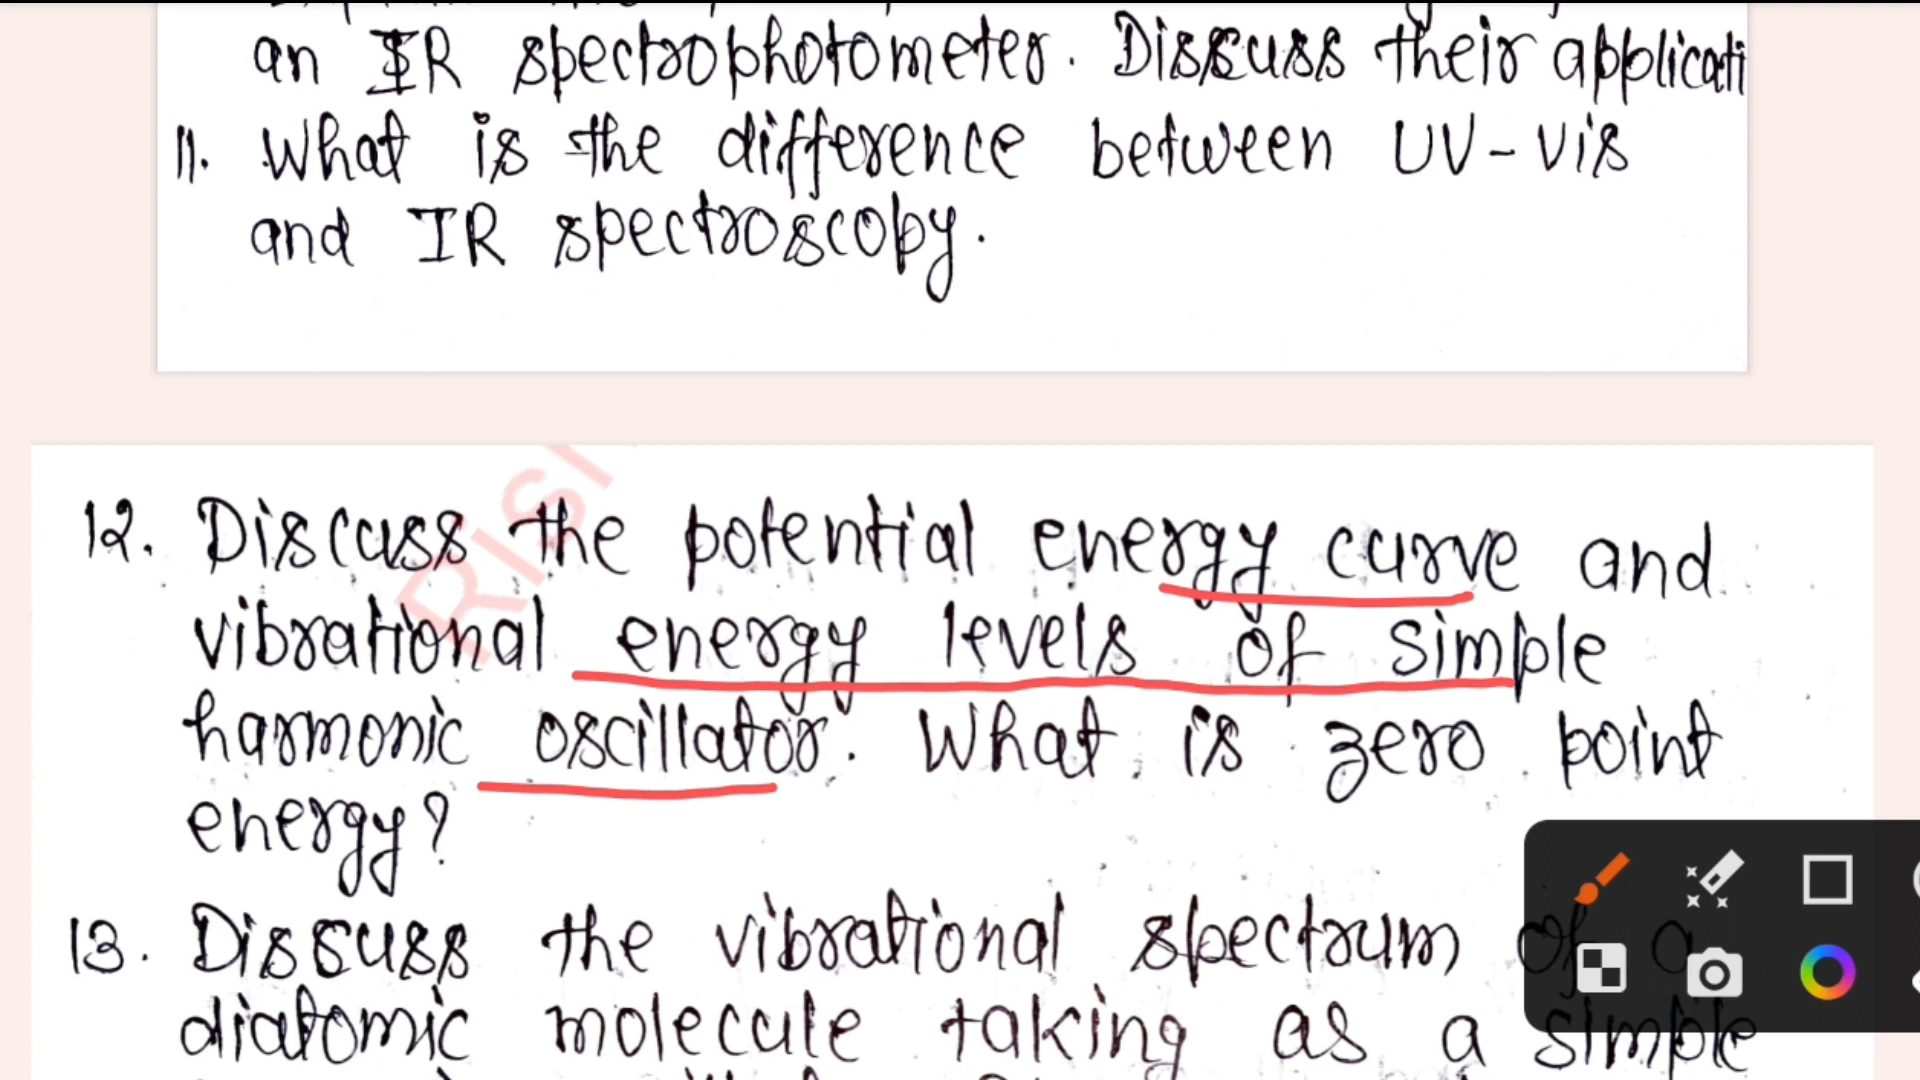 an IR spectrophotometer. Discuss their applicati
11. What is the difference between UV-Vis
and IR spectroscopy.
Risl
12. Discuss the potential energy curve and
vibrational energy levels of simple
harmonic oscillator. What is zero point
energy?
13. Discuss the vibrational spectrum of a
diatomic molecule taking as a simple